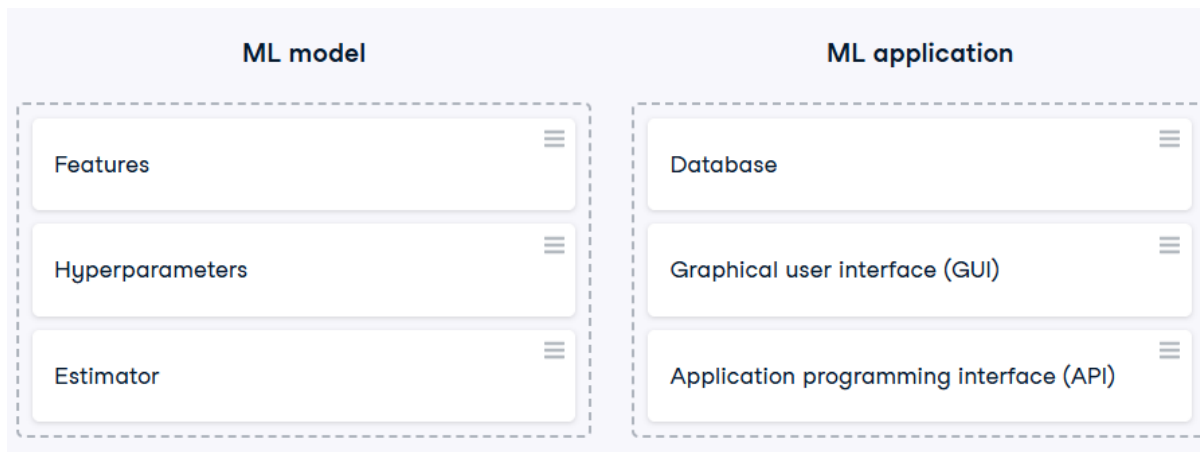 ML model
Features
Hyperparameters
Estimator
ML application
Database
Graphical user interface (GUI)
Application programming interface (API)